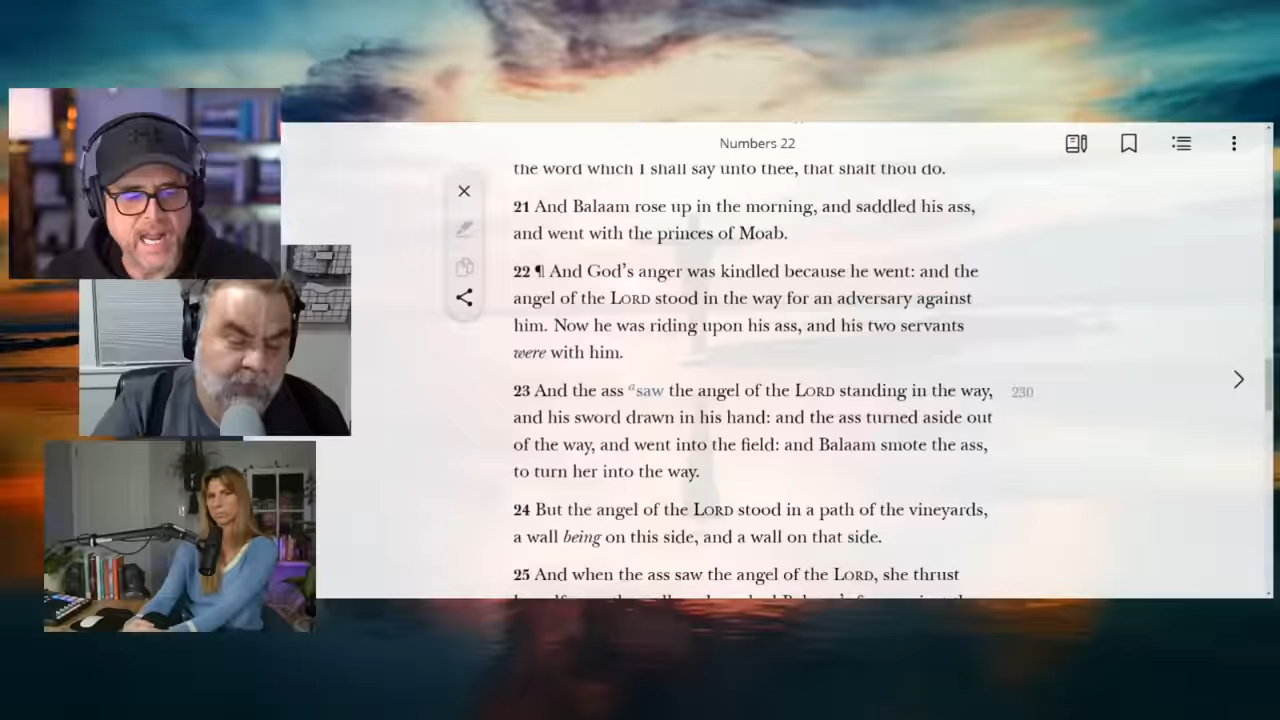 Numbers 22
the word which I shall say unto thee, that shalt thou do.
21 And Balaam rose up in the morning, and saddled his ass,
and went with the princes of Moab.
22 ¶ And God’s anger was kindled because he went: and the
angel of the LORD stood in the way for an adversary against
him. Now he was riding upon his ass, and his two servants
were with him.
23 And the ass a saw the angel of the LORD standing in the way, 230
and his sword drawn in his hand: and the ass turned aside out
of the way, and went into the field: and Balaam smote the ass,
to turn her into the way.
24 But the angel of the LORD stood in a path of the vineyards,
a wall being on this side, and a wall on that side.
25 And when the ass saw the angel of the LORD, she thrust